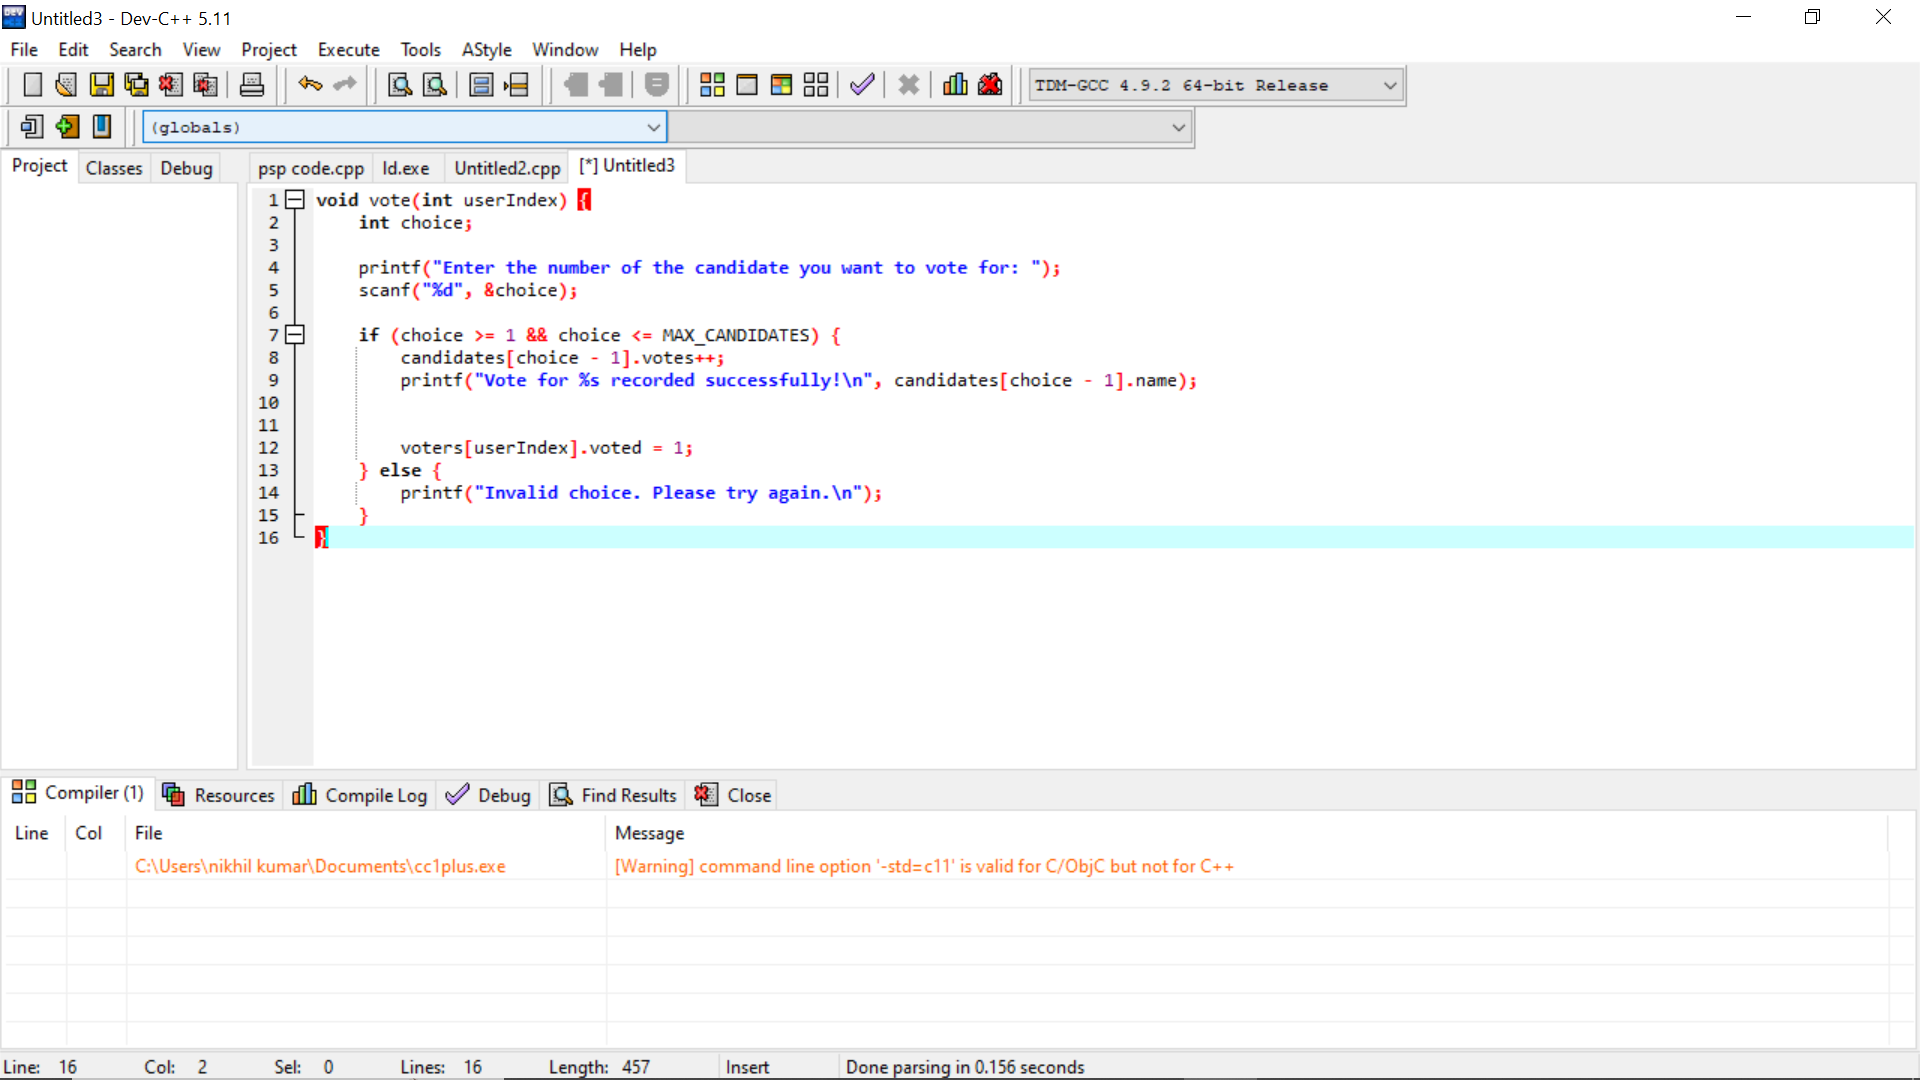 Untitled3 - Dev-C++ 5.11
File Edit Search View Project Execute Tools AStyle Window Help
TDM-GCC 4.9.2 64-bit Release
(globals)
Project Classes Debug psp code.cpp ld.exe Untitled2.cpp [*] Untitled3
1 void vote(int userIndex) {
2 int choice;
3
4 printf("Enter the number of the candidate you want to vote for: ");
5 scanf("%d", &choice);
6
7 if (choice >= 1 && choice <= MAX_CANDIDATES) {
8 candidates[choice - 1].votes++;
9 printf("Vote for %s recorded successfully!\n", candidates[choice - 1].name);
10
11
12 voters[userIndex].voted = 1;
13 } else {
14 printf("Invalid choice. Please try again.\n");
15 }
16 }
Compiler (1) Resources Compile Log Debug Find Results Close
Line Col File Message
C:\Users\nikhil kumar\Documents\cc1plus.exe [Warning] command line option '-std=c11' is valid for C/ObjC but not for C++
Line: 16 Col: 2 Sel: 0 Lines: 16 Length: 457 Insert Done parsing in 0.156 seconds